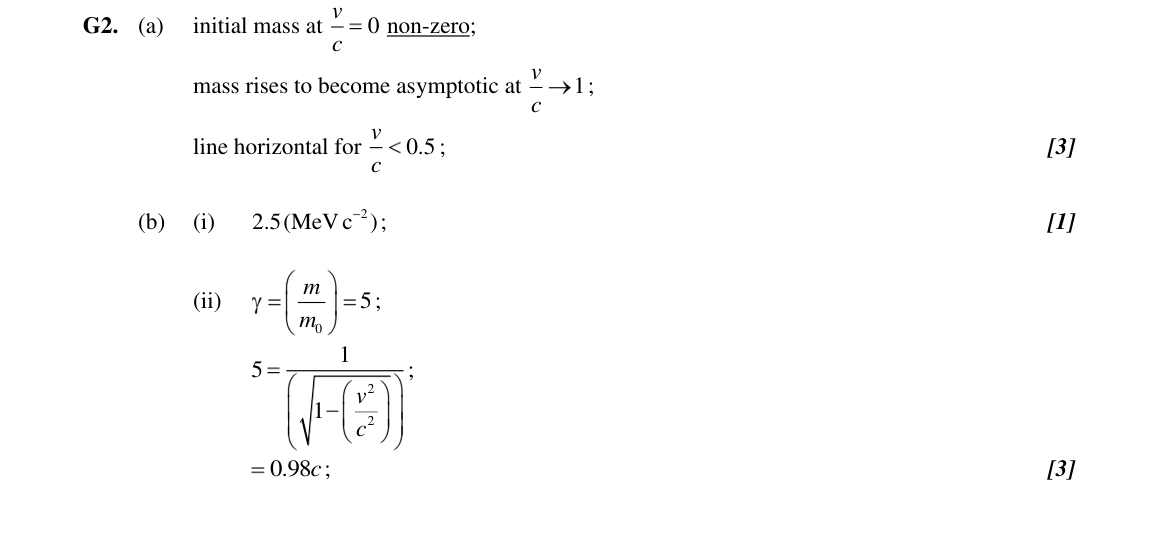 G2. (a) initial mass at v/c = 0 non-zero;
mass rises to become asymptotic at v/c → 1;
line horizontal for v/c < 0.5; [3]
(b) (i) 2.5 (MeV c⁻²); [1]
(ii) γ = (m/m₀) = 5;
5 = 1/(√(1−(v²/c²)));
= 0.98c; [3]